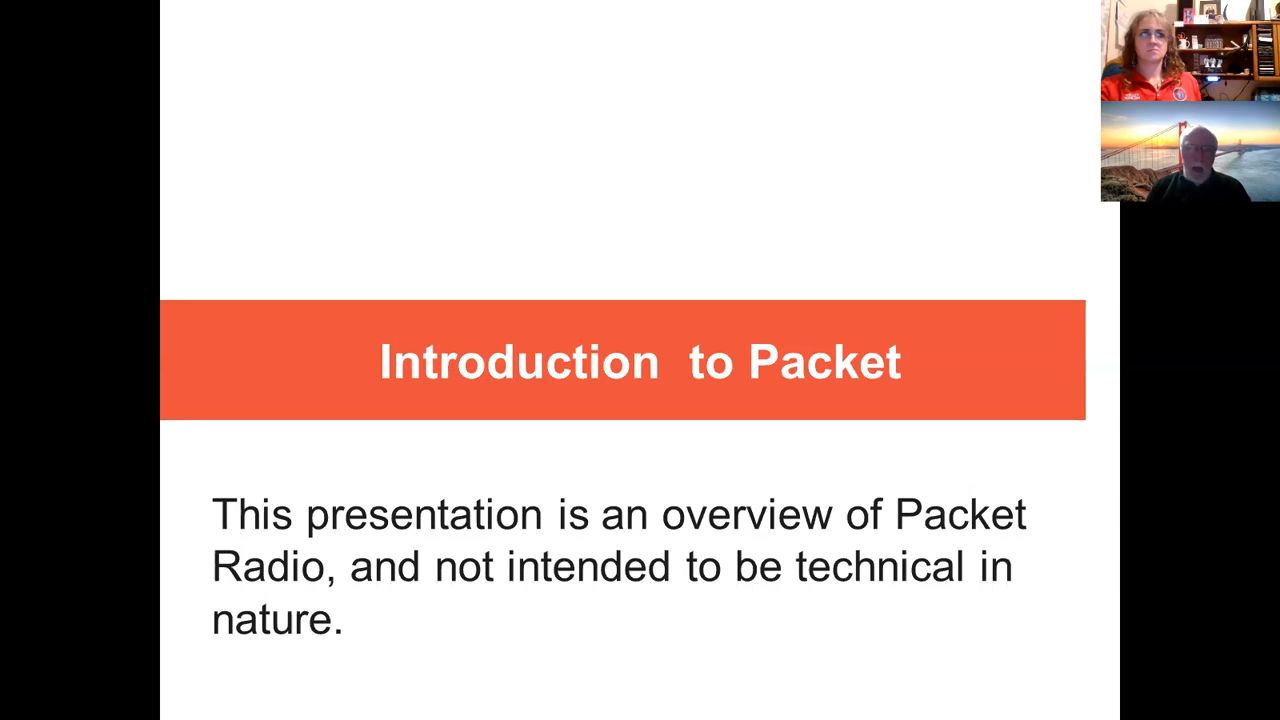 Introduction  to Packet
This presentation is an overview of Packet
Radio, and not intended to be technical in
nature.